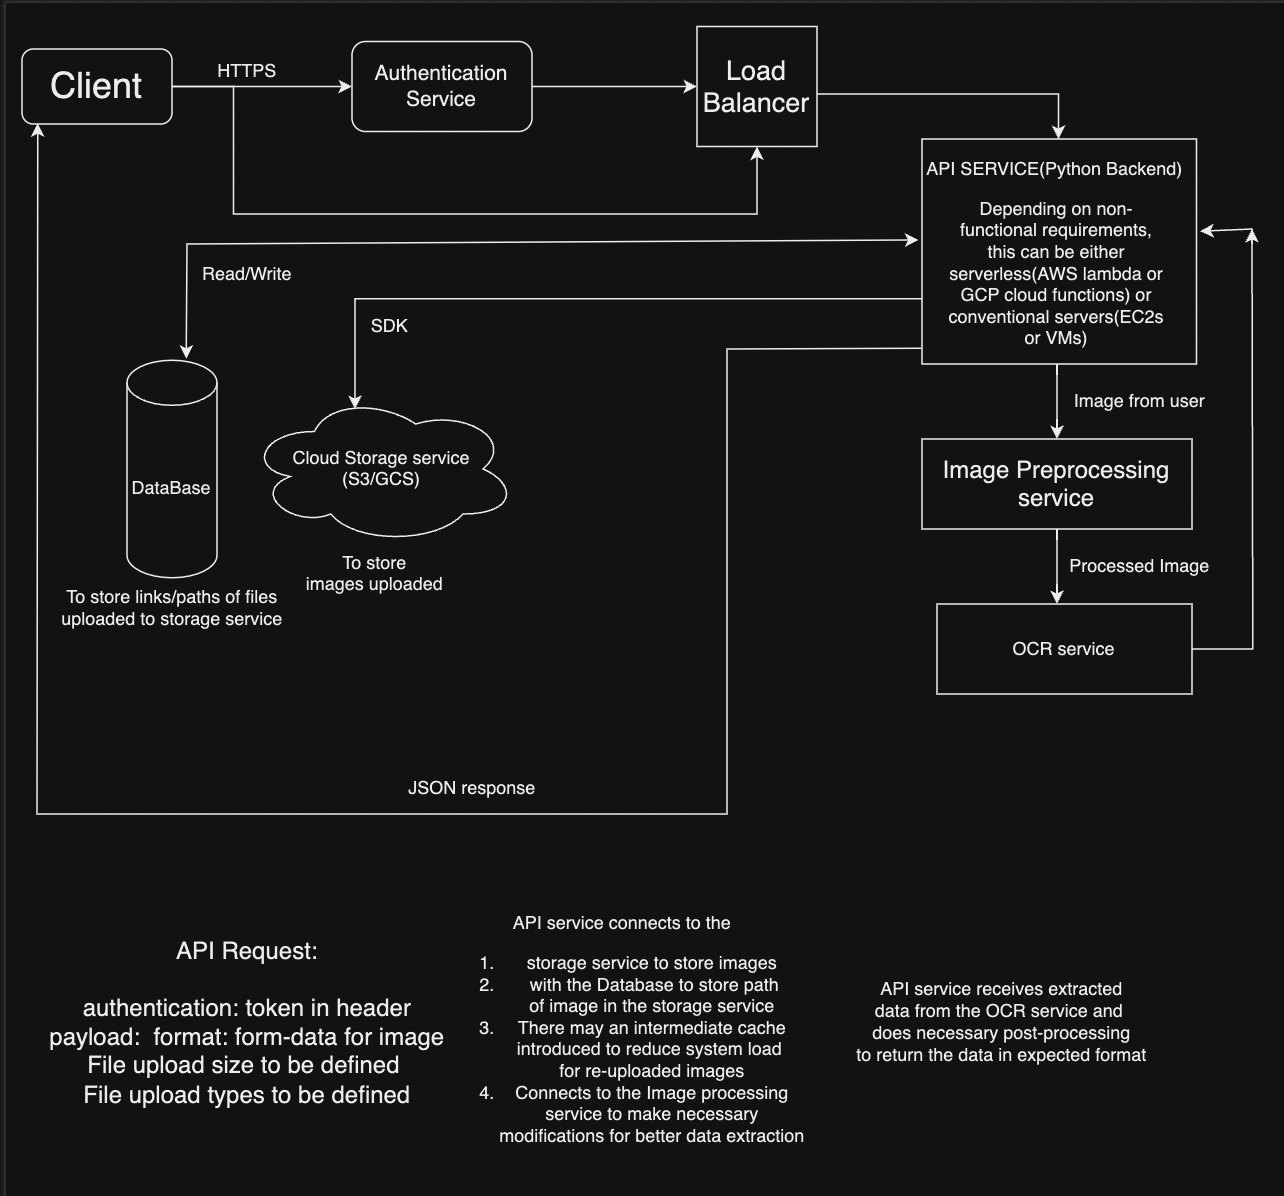 Client
HTTPS
Authentication
Service
Load
Balancer
API SERVICE(Python Backend)
Depending on non-
functional requirements,
this can be either
serverless(AWS lambda or
GCP cloud functions) or
conventional servers(EC2s
or VMs)
Read/Write
SDK
Image from user
DataBase
Cloud Storage service
(S3/GCS)
Image Preprocessing
service
To store
images uploaded
Processed Image
To store links/paths of files
uploaded to storage service
OCR service
JSON response
API Request:
authentication: token in header
payload:  format: form-data for image
File upload size to be defined
File upload types to be defined
API service connects to the
1. storage service to store images
2. with the Database to store path
of image in the storage service
3. There may an intermediate cache
introduced to reduce system load
for re-uploaded images
4. Connects to the Image processing
service to make necessary
modifications for better data extraction
API service receives extracted
data from the OCR service and
does necessary post-processing
to return the data in expected format